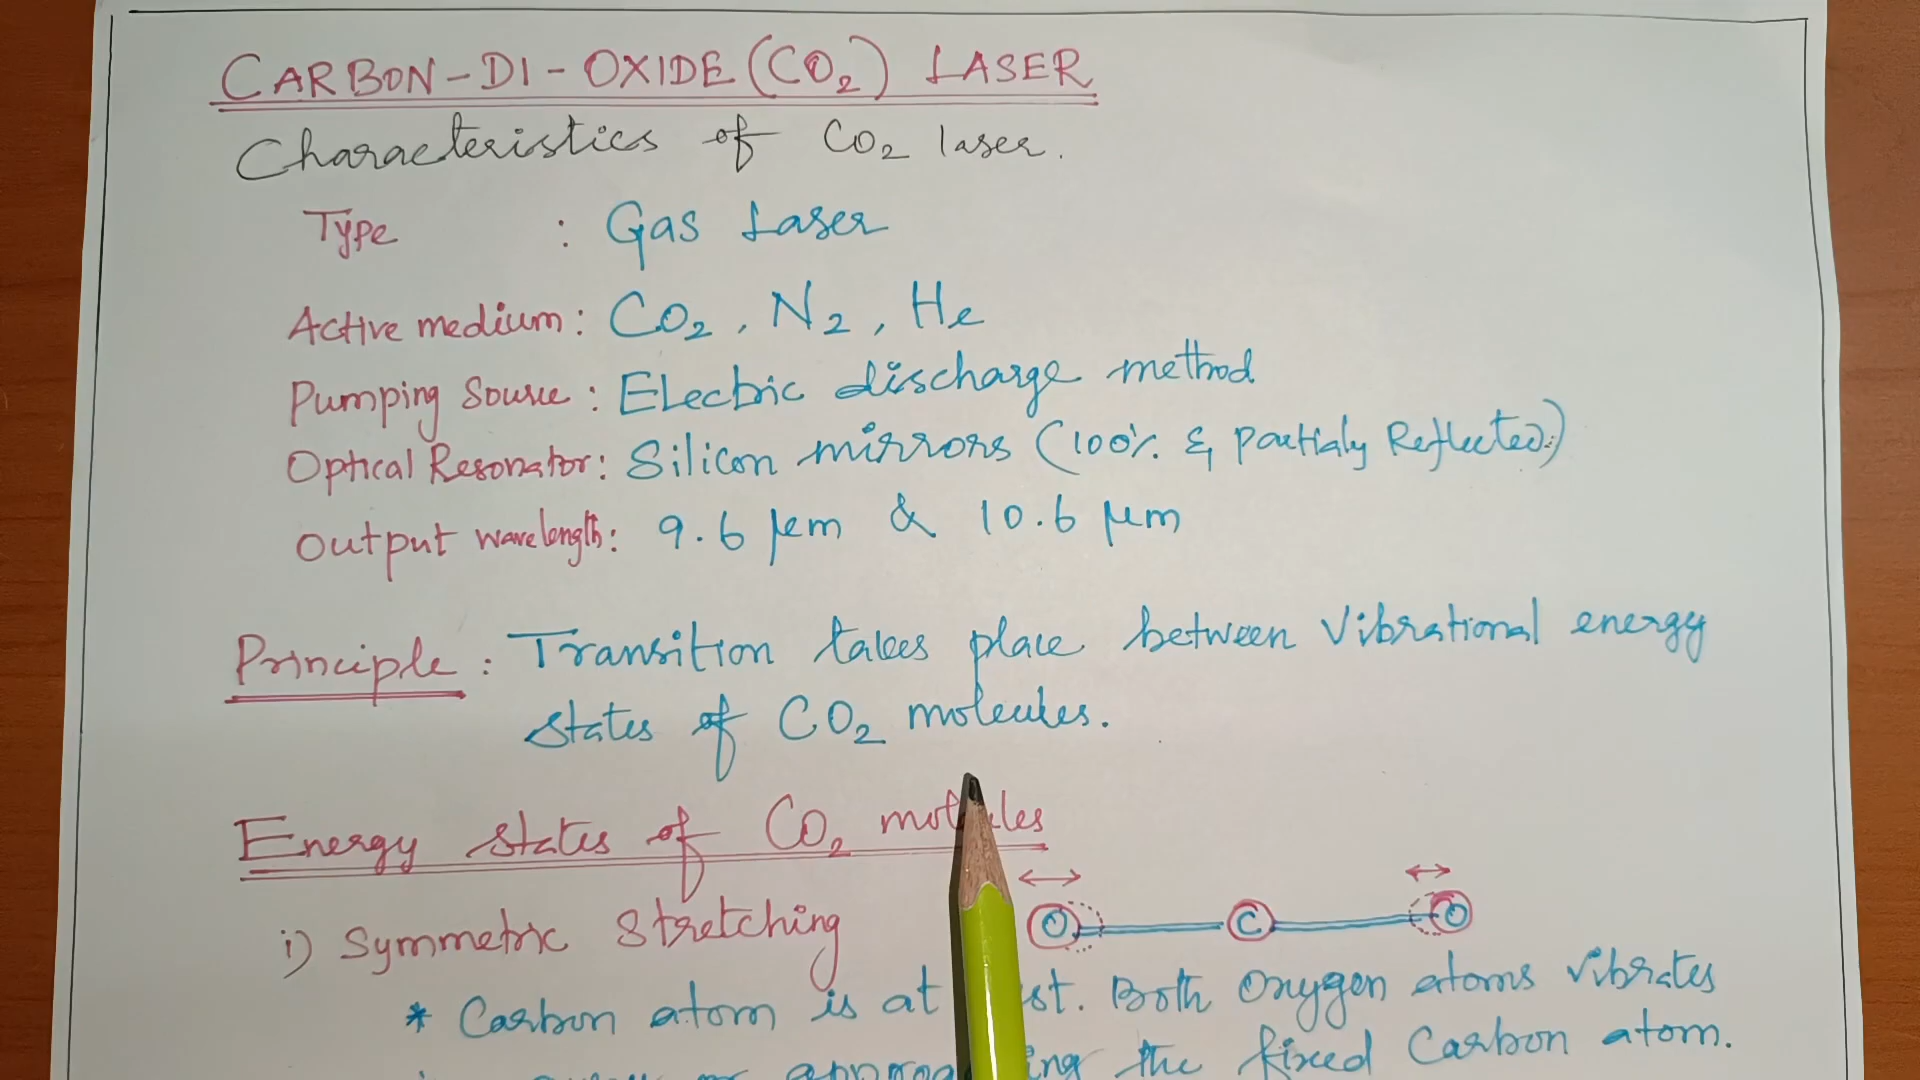 CARBON-DI-OXIDE (CO2) LASER
Characteristics of CO2 laser.
Type : Gas Laser
Active medium: CO2, N2, He
Pumping Source: Electric discharge method
Optical Resonator: Silicon mirrors (100% & Partialy Reflected.)
Output wavelength: 9.6 μm & 10.6 μm
Principle: Transition takes place between Vibrational energy
states of CO2 molecules.
Energy states of CO2
i) Symmetric Stretching
O C O
* Carbon atom is at Both Oxygen atoms vibrates
the fixed Carbon atom.